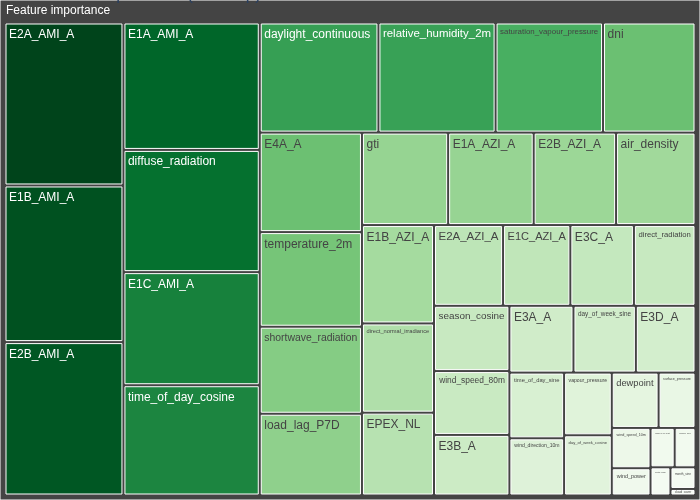 Feature importance
E2A_AMI_A
E1A_AMI_A
daylight_continuous
relative_humidity_2m
saturation_vapour_pressure
dni
E4A_A
gti
E1A_AZI_A
E2B_AZI_A
air_density
diffuse_radiation
E1B_AMI_A
E1B_AZI_A
E2A_AZI_A
E1C_AZI_A
E3C_A
direct_radiation
temperature_2m
E1C_AMI_A
season_cosine
E3A_A
day_of_week_sine
E3D_A
shortwave_radiation
direct_normal_irradiance
E2B_AMI_A
wind_speed_80m
time_of_day_sine
vapour_pressure
dewpoint
surface_pressure
time_of_day_cosine
load_lag_P7D
EPEX_NL
E3B_A
wind_direction_10m
day_of_week_cosine
wind_speed_10m
wind_power